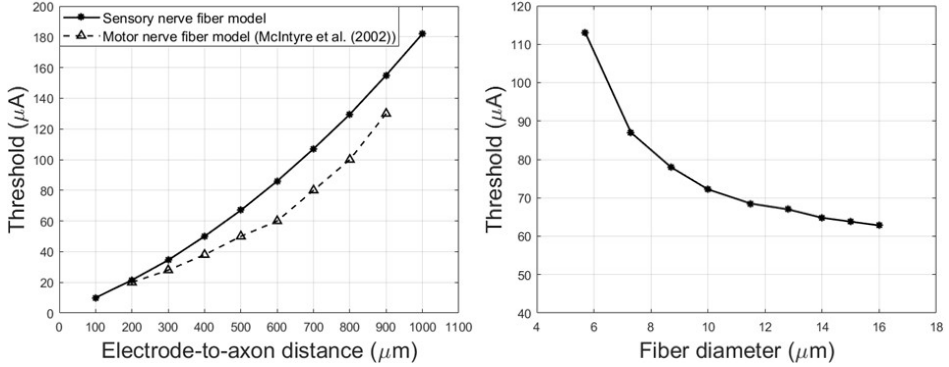 Sensory nerve fiber model
Motor nerve fiber model (McIntyre et al. (2002))
Threshold (μA)
200
180
160
140
120
100
80
60
40
20
0
0 100 200 300 400 500 600 700 800 900 1000 1100
Electrode-to-axon distance (μm)
Threshold (μA)
120
110
100
90
80
70
60
50
40
4 6 8 10 12 14 16 18
Fiber diameter (μm)